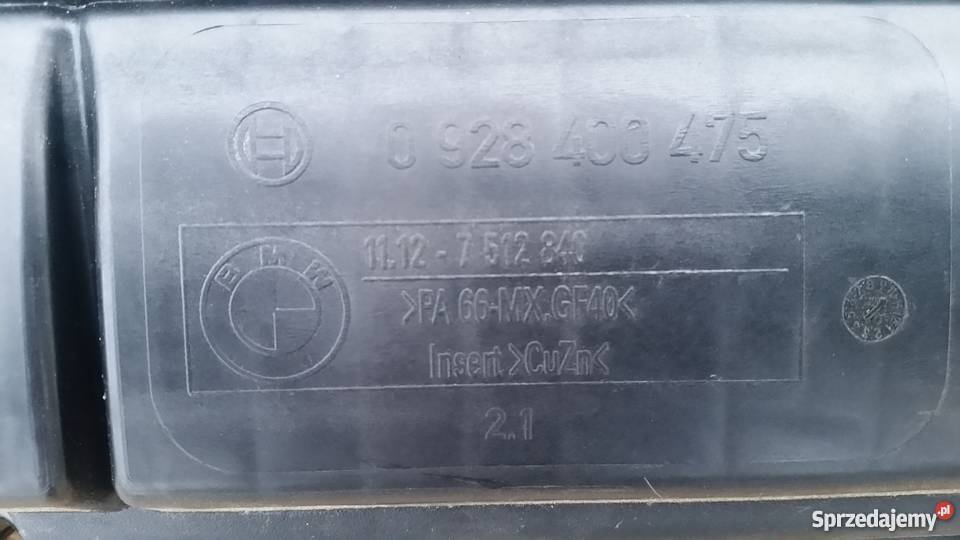 0 928 400 475
BMW
11.12 - 7 512 840
>PA 66-MX.GF40<
Insert >CuZn<
2.1
Sprzedajemy.pl